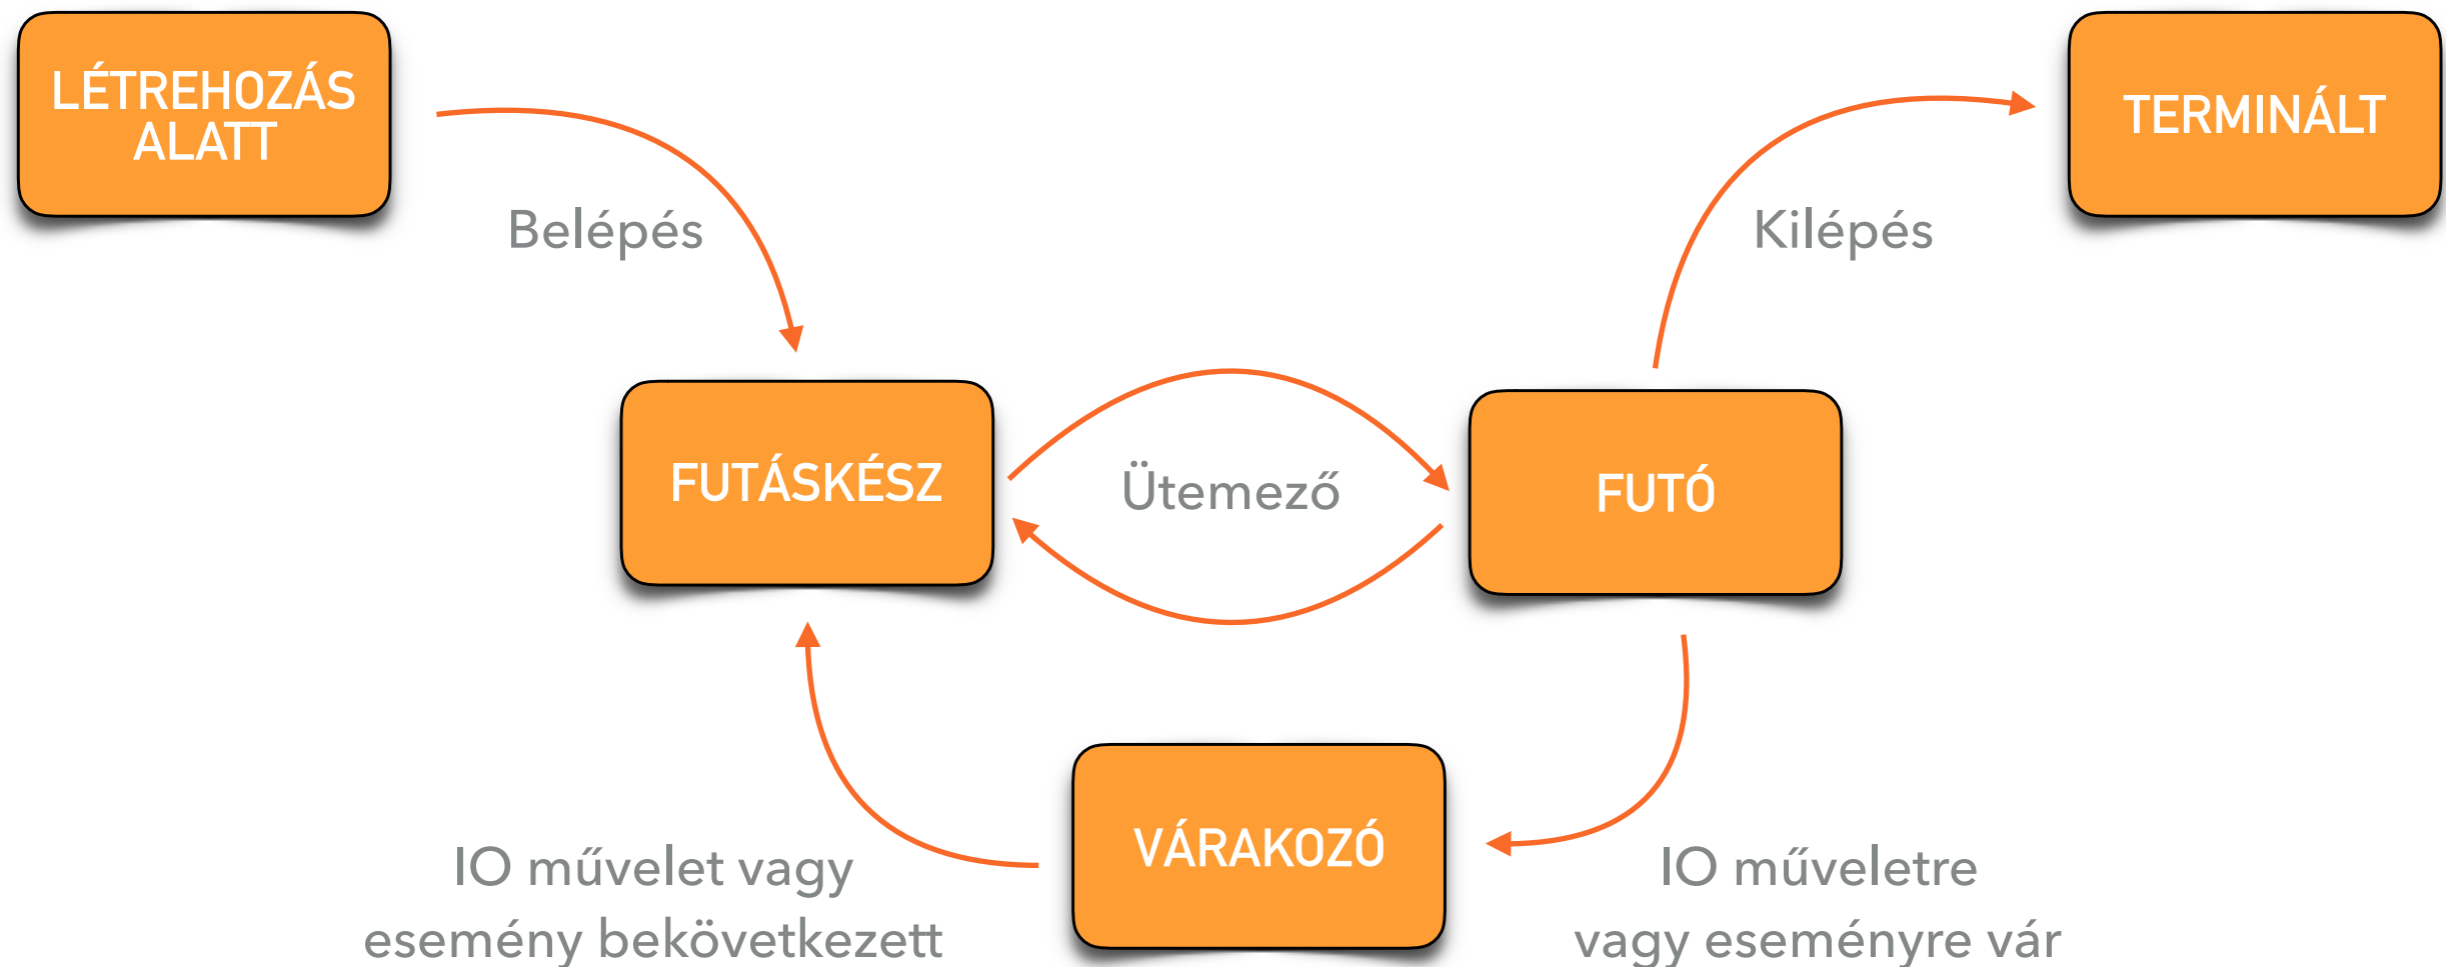 LÉTREHOZÁS
ALATT
TERMINÁLT
Belépés
Kilépés
FUTÁSKÉSZ
Ütemező
FUTÓ
VÁRAKOZÓ
IO művelet vagy
esemény bekövetkezett
IO műveletre
vagy eseményre vár